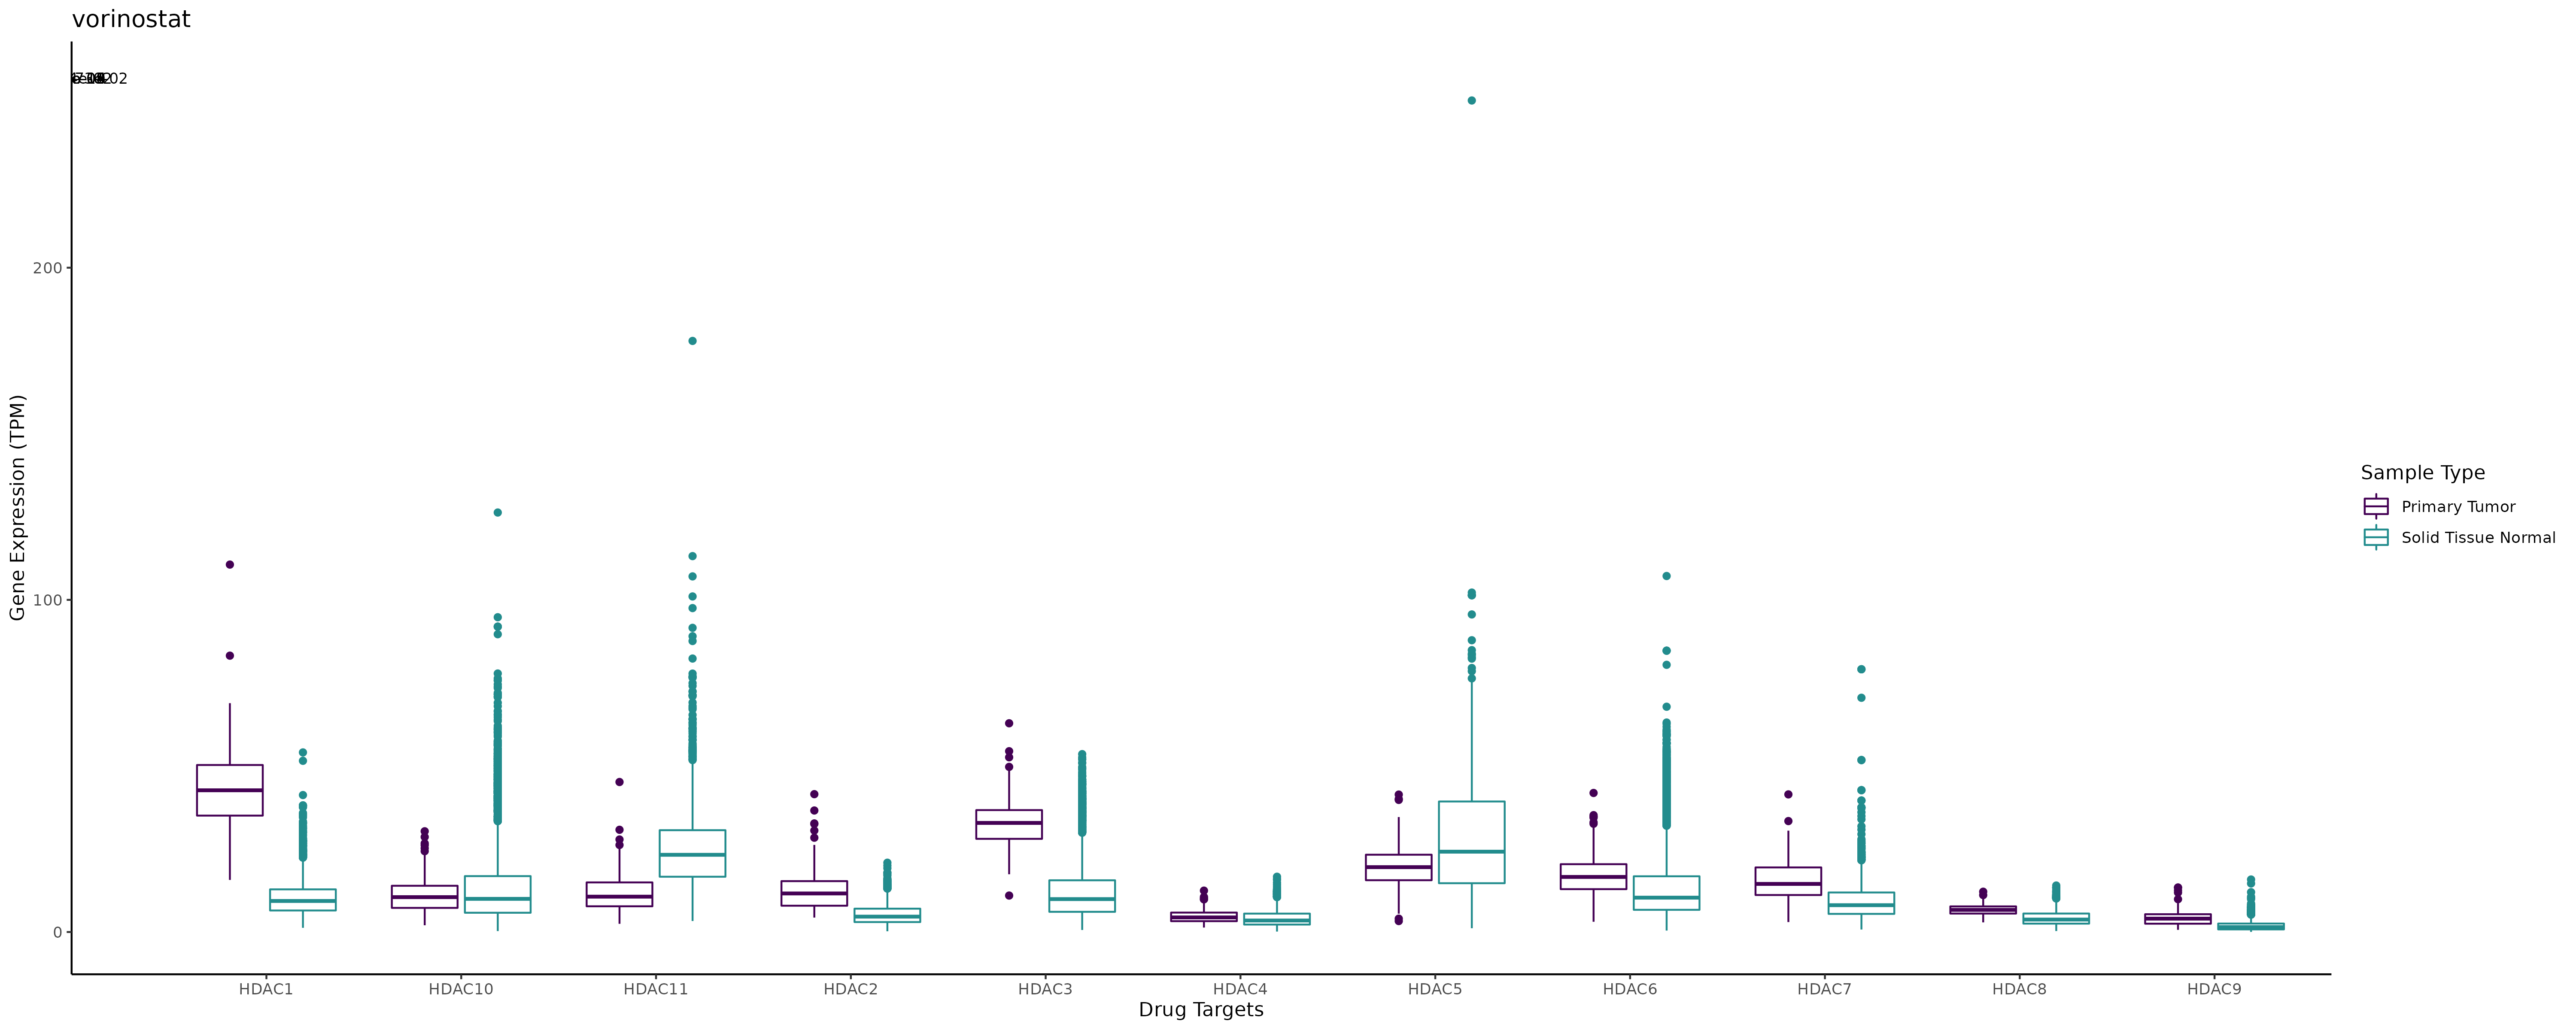 vorinostat
200
100
0
Gene Expression (TPM)
HDAC1 HDAC10 HDAC11 HDAC2 HDAC3 HDAC4 HDAC5 HDAC6 HDAC7 HDAC8 HDAC9
Drug Targets
Sample Type
Primary Tumor
Solid Tissue Normal